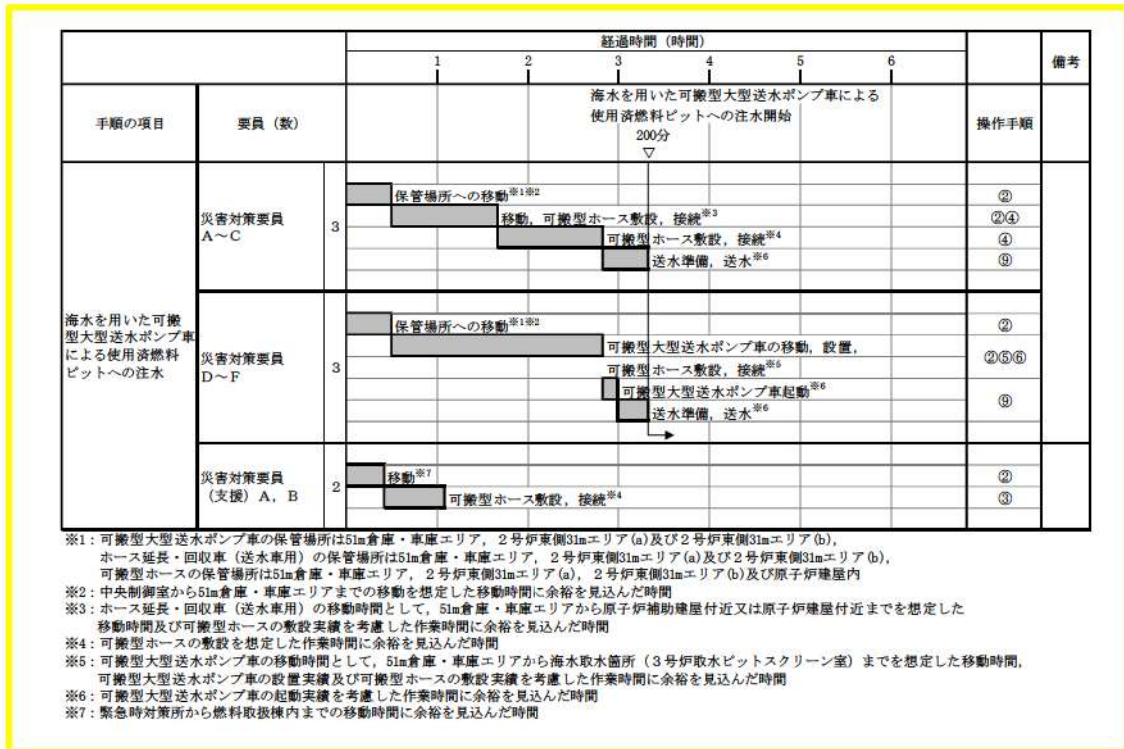 経過時間(時間)
1 2 3 4 5 6
備考
手順の項目
要員(数)
海水を用いた可搬型大型送水ポンプ車による
使用済燃料ピットへの注水開始
200分
▽
操作手順
海水を用いた可搬
型大型送水ポンプ車
による使用済燃料
ピットへの注水
災害対策要員
A~C
3
保管場所への移動※1※2
②
移動,可搬型ホース敷設,接続※3
②④
可搬型ホース敷設,接続※4
④
送水準備,送水※6
⑨
災害対策要員
D~F
3
保管場所への移動※1※2
②
可搬型大型送水ポンプ車の移動,設置,
可搬型ホース敷設,接続※5
②⑤⑥
可搬型大型送水ポンプ車起動※6
送水準備,送水※6
⑨
災害対策要員
(支援)A,B
2
移動※7
②
可搬型ホース敷設,接続※4
③
※1:可搬型大型送水ポンプ車の保管場所は51m倉庫・車庫エリア,2号炉東側31mエリア(a)及び2号炉東側31mエリア(b),
ホース延長・回収車(送水車用)の保管場所は51m倉庫・車庫エリア,2号炉東側31mエリア(a)及び2号炉東側31mエリア(b),
可搬型ホースの保管場所は51m倉庫・車庫エリア,2号炉東側31mエリア(a),2号炉東側31mエリア(b)及び原子炉建屋内
※2:中央制御室から51m倉庫・車庫エリアまでの移動を想定した移動時間に余裕を見込んだ時間
※3:ホース延長・回収車(送水車用)の移動時間として,51m倉庫・車庫エリアから原子炉補助建屋付近又は原子炉建屋付近までを想定した
移動時間及び可搬型ホースの敷設実績を考慮した作業時間に余裕を見込んだ時間
※4:可搬型ホースの敷設を想定した作業時間に余裕を見込んだ時間
※5:可搬型大型送水ポンプ車の移動時間として,51m倉庫・車庫エリアから海水取水箇所(3号炉取水ピットスクリーン室)までを想定した移動時間,
可搬型大型送水ポンプ車の設置実績及び可搬型ホースの敷設実績を考慮した作業時間に余裕を見込んだ時間
※6:可搬型大型送水ポンプ車の起動実績を考慮した作業時間に余裕を見込んだ時間
※7:緊急時対策所から燃料取扱棟内までの移動時間に余裕を見込んだ時間